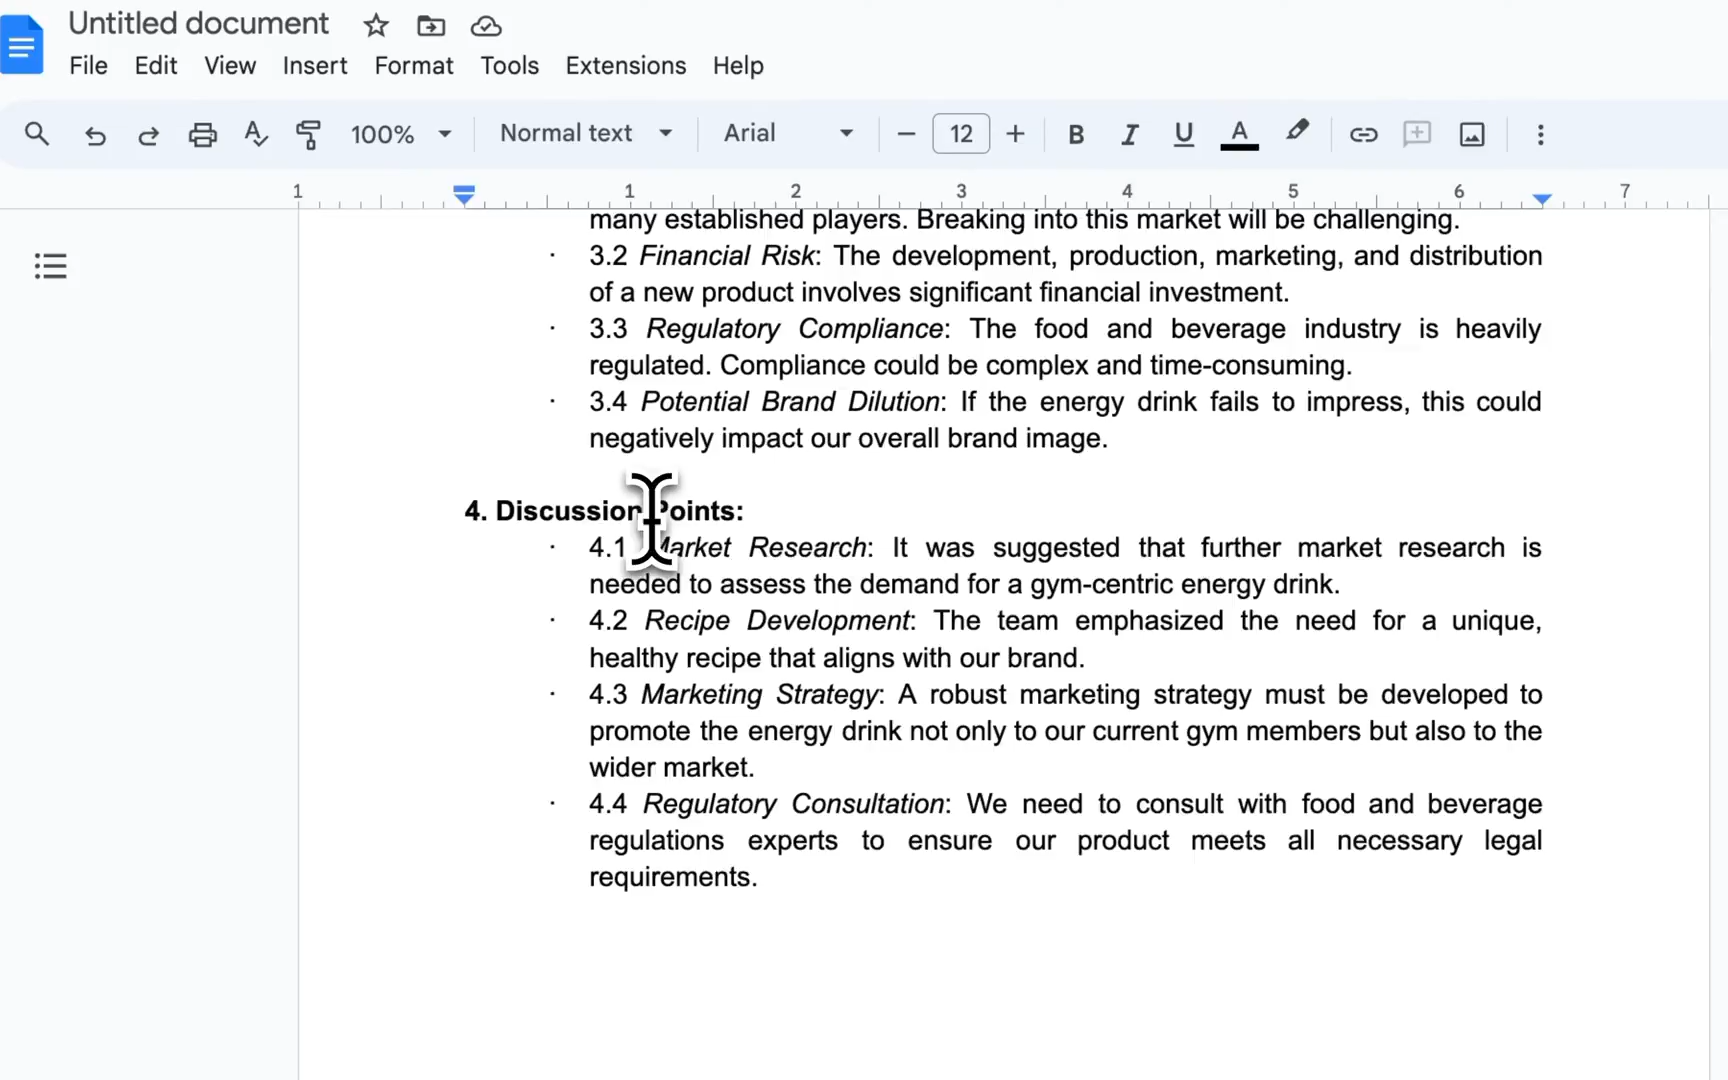 Untitled document
File Edit View Insert Format Tools Extensions Help
100% Normal text Arial 12 B I U A
1 1 2 3 4 5 6 7
many established players. Breaking into this market will be challenging.
· 3.2 Financial Risk: The development, production, marketing, and distribution
of a new product involves significant financial investment.
· 3.3 Regulatory Compliance: The food and beverage industry is heavily
regulated. Compliance could be complex and time-consuming.
· 3.4 Potential Brand Dilution: If the energy drink fails to impress, this could
negatively impact our overall brand image.
4. Discussion Points:
· 4.1 Market Research: It was suggested that further market research is
needed to assess the demand for a gym-centric energy drink.
· 4.2 Recipe Development: The team emphasized the need for a unique,
healthy recipe that aligns with our brand.
· 4.3 Marketing Strategy: A robust marketing strategy must be developed to
promote the energy drink not only to our current gym members but also to the
wider market.
· 4.4 Regulatory Consultation: We need to consult with food and beverage
regulations experts to ensure our product meets all necessary legal
requirements.